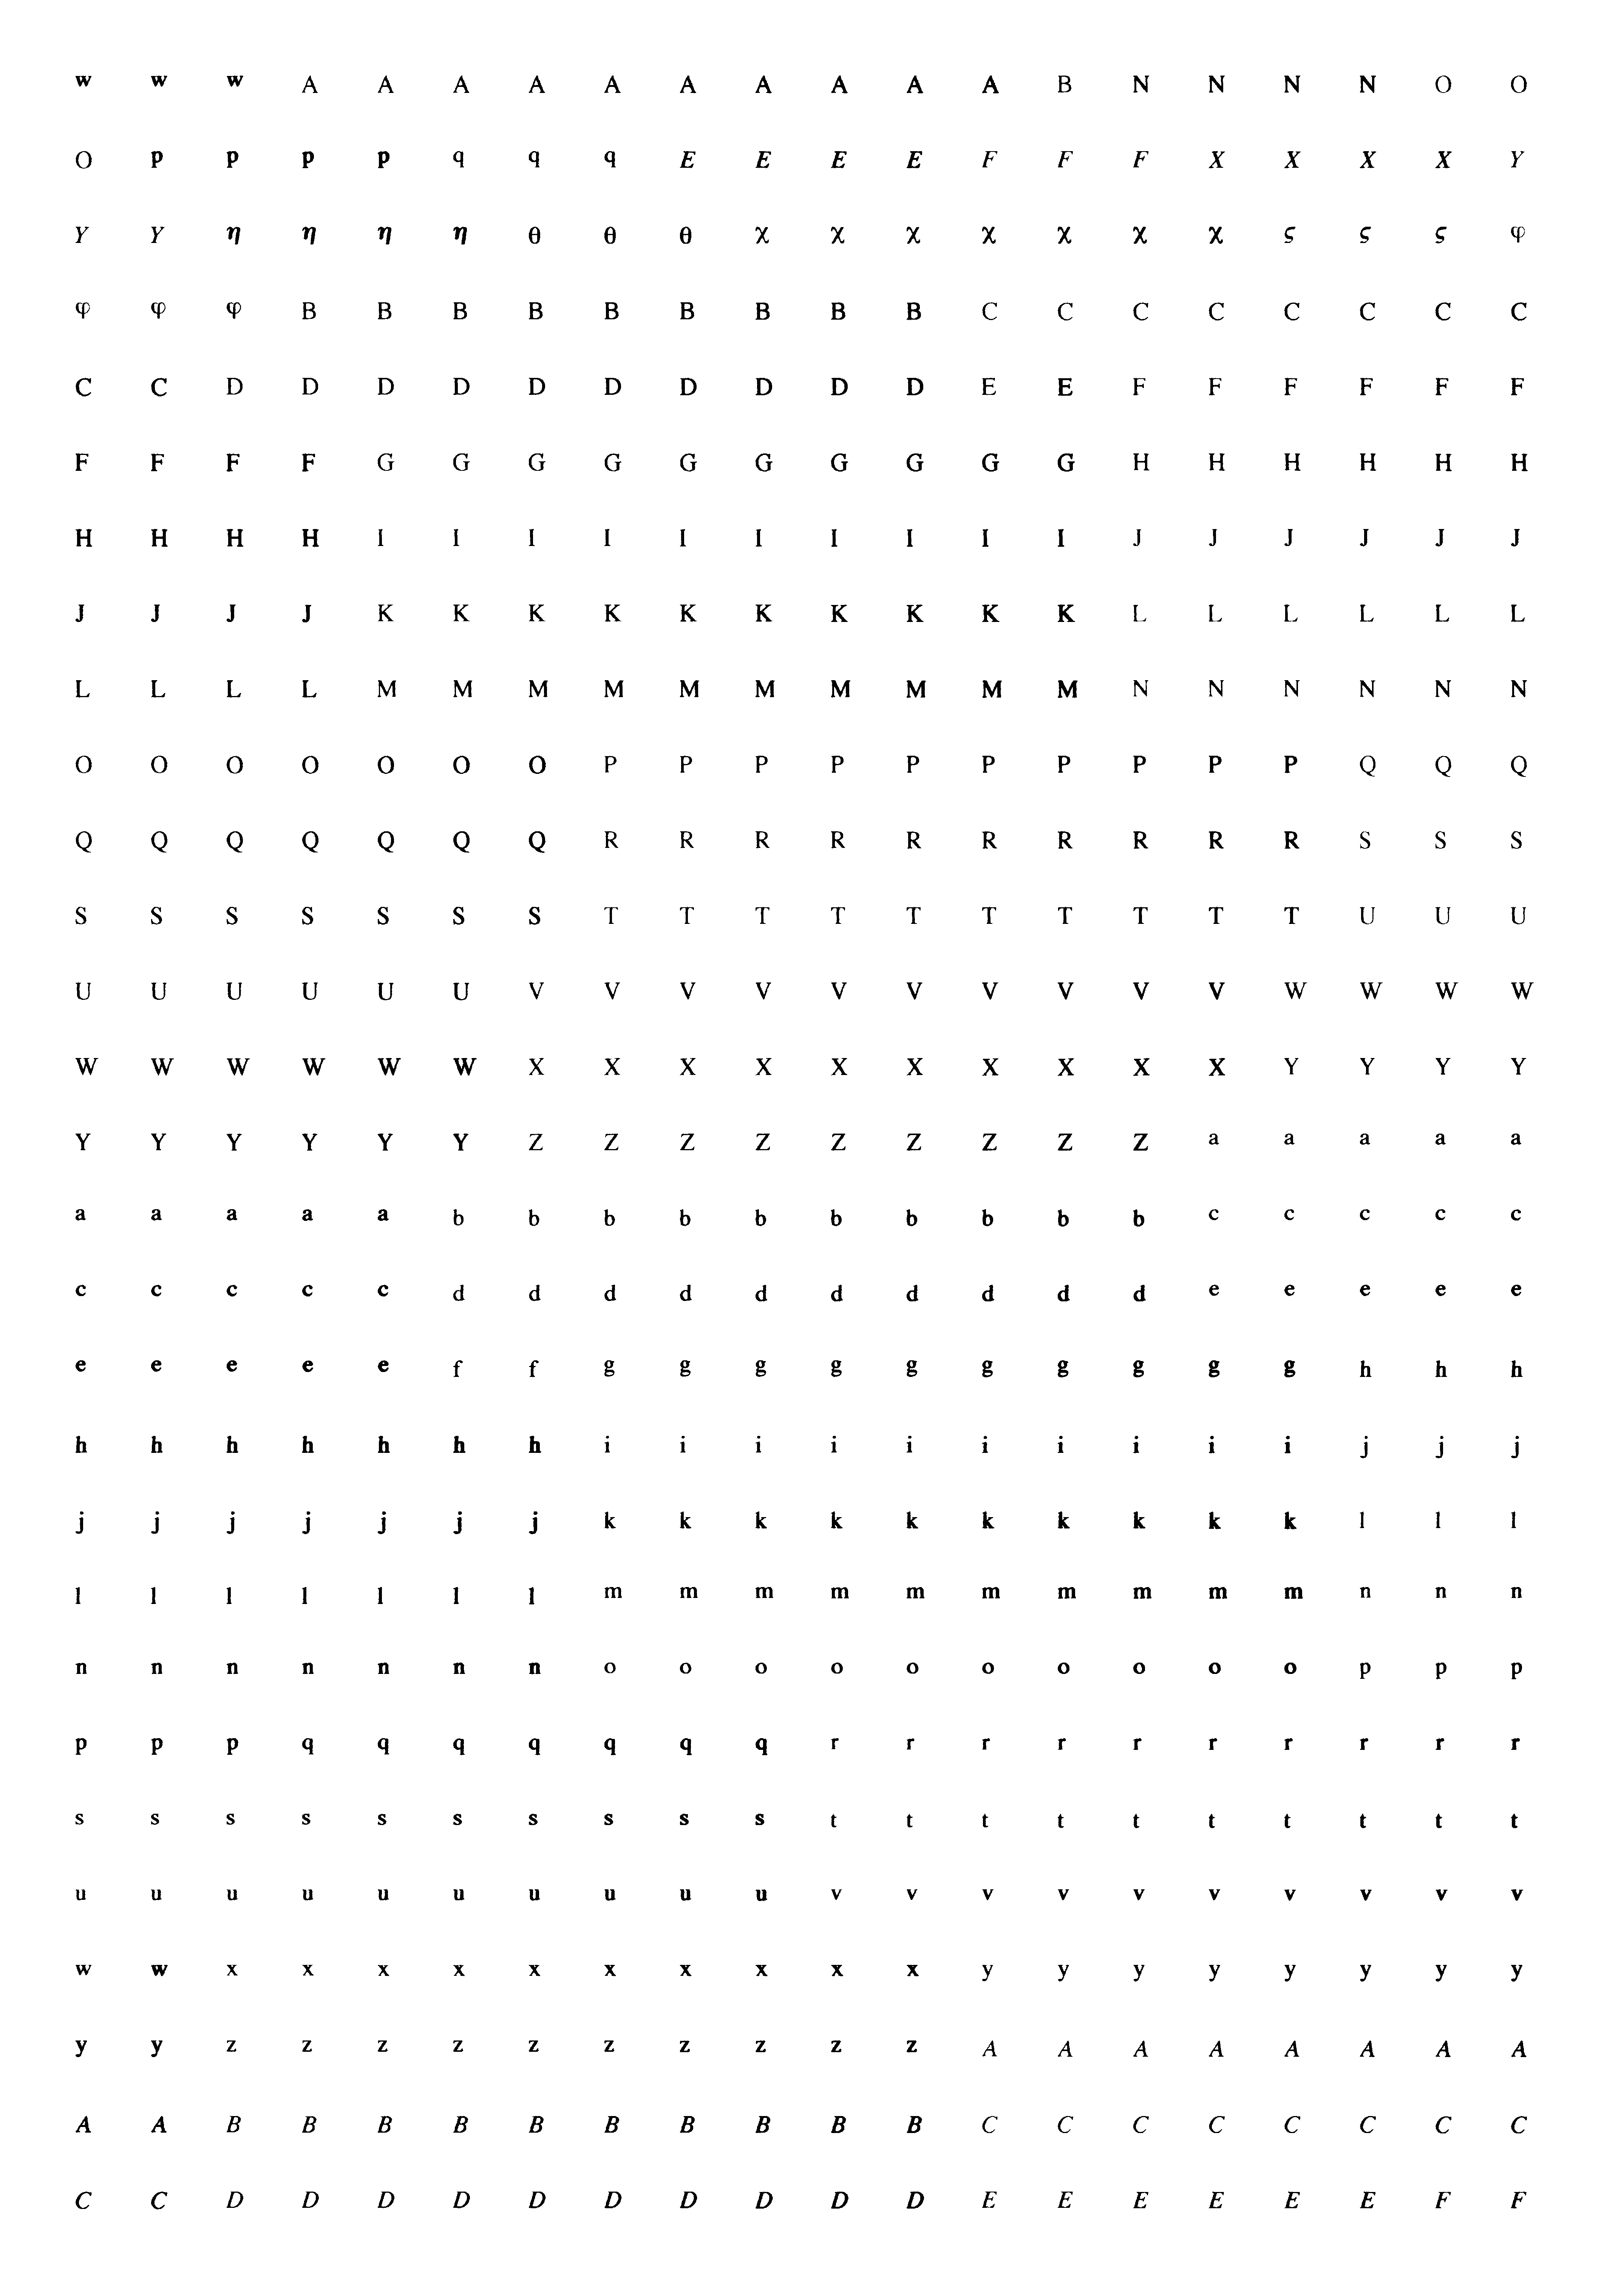 w w w A A A A A A A A A A B N N N N O O
O p p p p q q q E E E E F F F X X X X Y
Y Y η η η η θ θ θ χ χ χ χ χ χ χ ς ς ς φ
φ φ φ B B B B B B B B B C C C C C C C C
C C D D D D D D D D D D E E F F F F F F
F F F F G G G G G G G G G G H H H H H H
H H H H I I I I I I I I I I J J J J J J
J J J J K K K K K K K K K K L L L L L L
L L L L M M M M M M M M M M N N N N N N
O O O O O O O P P P P P P P P P P Q Q Q
Q Q Q Q Q Q Q R R R R R R R R R R S S S
S S S S S S S T T T T T T T T T T U U U
U U U U U U V V V V V V V V V V W W W W
W W W W W W X X X X X X X X X X Y Y Y Y
Y Y Y Y Y Y Z Z Z Z Z Z Z Z Z a a a a a
a a a a a b b b b b b b b b b c c c c c
c c c c c d d d d d d d d d d e e e e e
e e e e e f f g g g g g g g g g g h h h
h h h h h h h i i i i i i i i i i j j j
j j j j j j j k k k k k k k k k k l l l
l l l l l l l m m m m m m m m m m n n n
n n n n n n n o o o o o o o o o o p p p
p p p q q q q q q q r r r r r r r r r r
s s s s s s s s s s t t t t t t t t t t
u u u u u u u u u u v v v v v v v v v v
w w x x x x x x x x x x y y y y y y y y
y y z z z z z z z z z z A A A A A A A A
A A B B B B B B B B B B C C C C C C C C
C C D D D D D D D D D D E E E E E E F F